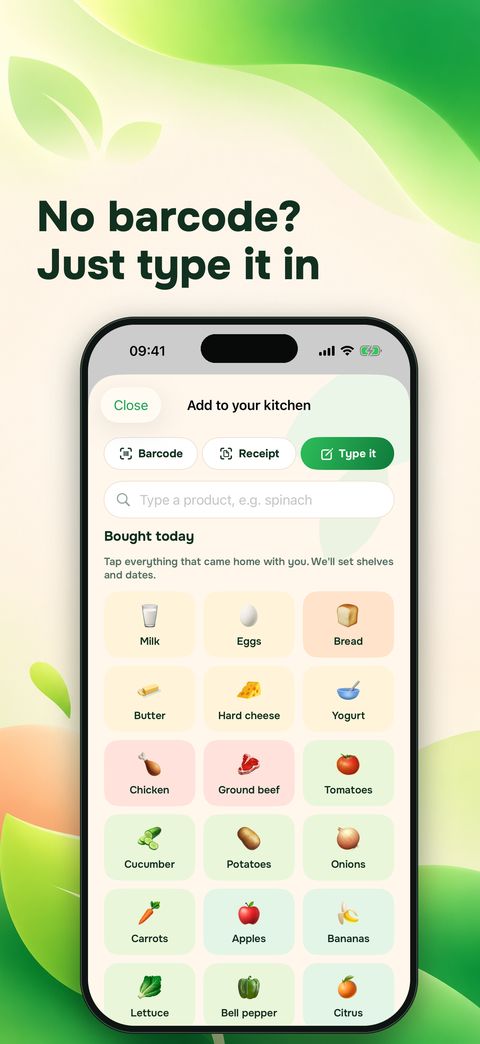 No barcode?
Just type it in
09:41
Close
Add to your kitchen
Barcode
Receipt
Type it
Type a product, e.g. spinach
Bought today
Tap everything that came home with you. We'll set shelves
and dates.
Milk
Eggs
Bread
Butter
Hard cheese
Yogurt
Chicken
Ground beef
Tomatoes
Cucumber
Potatoes
Onions
Carrots
Apples
Bananas
Lettuce
Bell pepper
Citrus